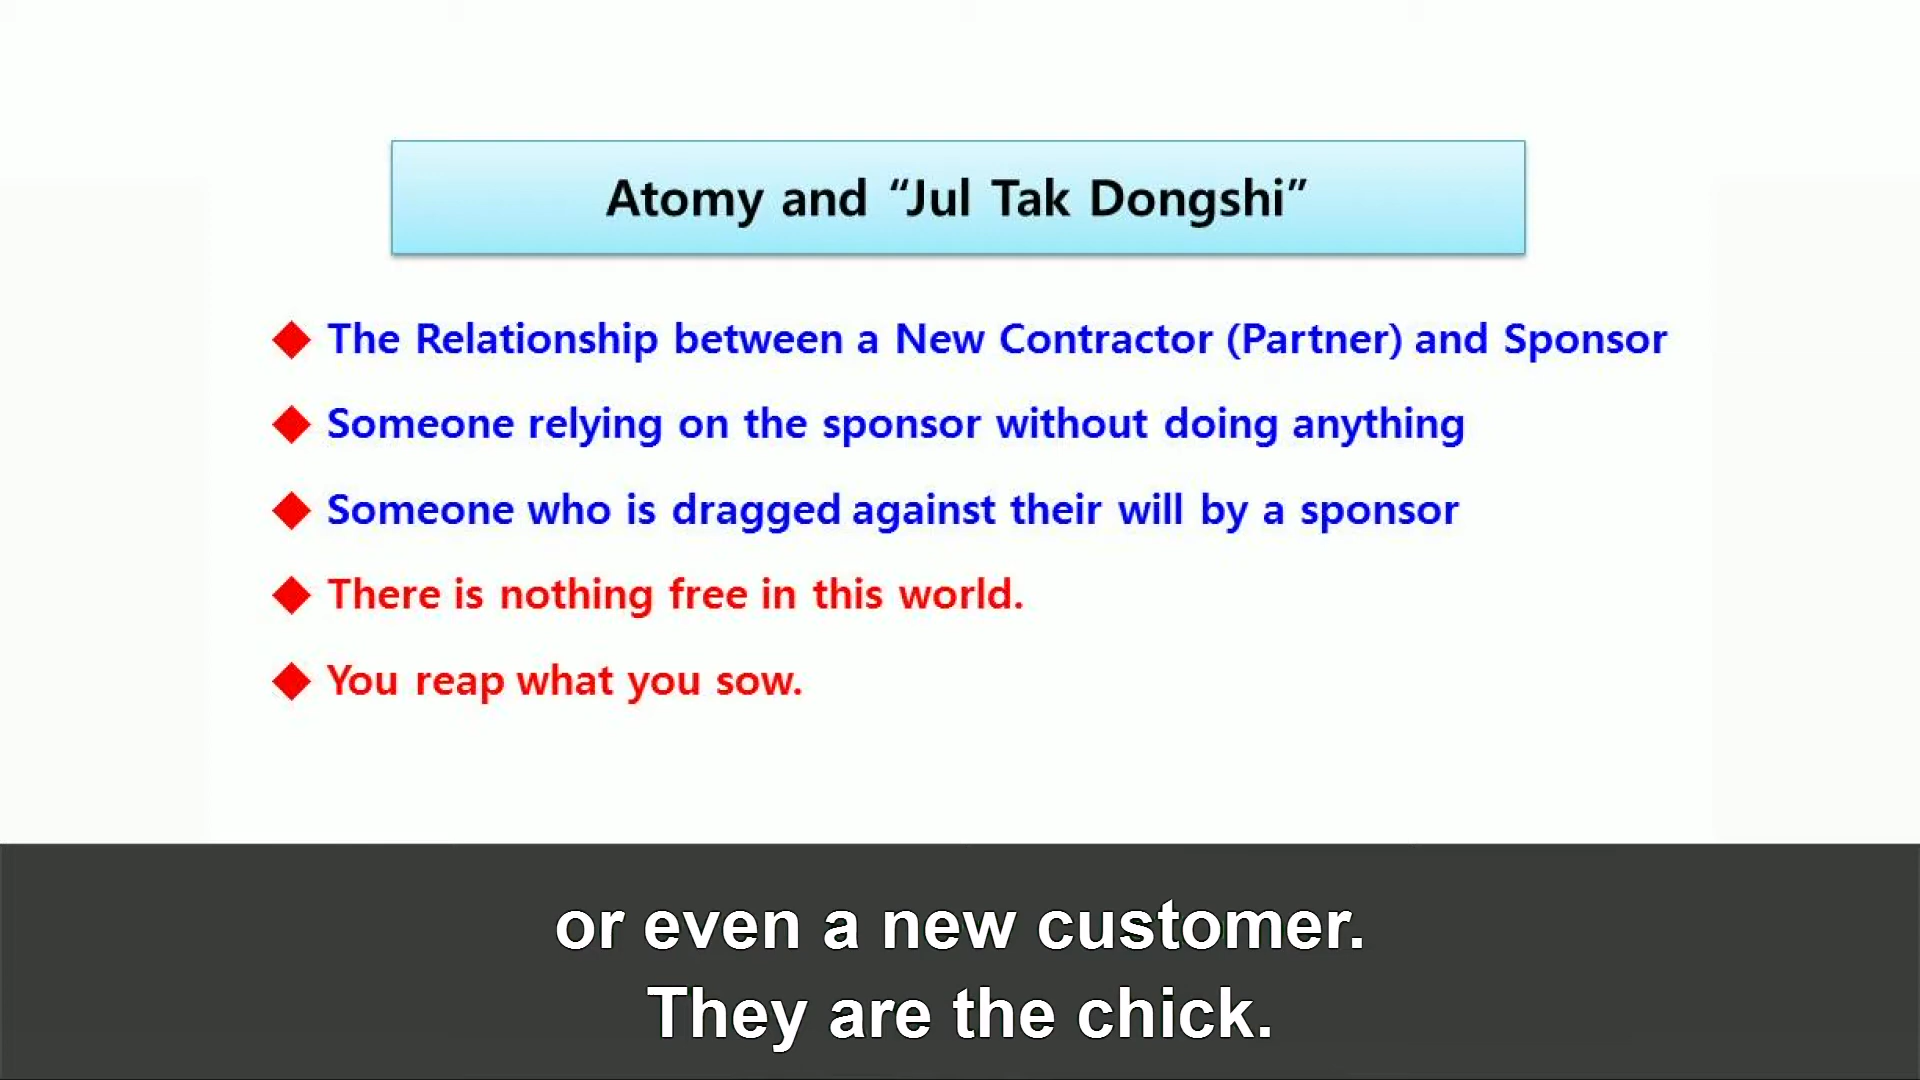 Atomy and “Jul Tak Dongshi”
The Relationship between a New Contractor (Partner) and Sponsor
Someone relying on the sponsor without doing anything
Someone who is dragged against their will by a sponsor
There is nothing free in this world.
You reap what you sow.
or even a new customer.
They are the chick.